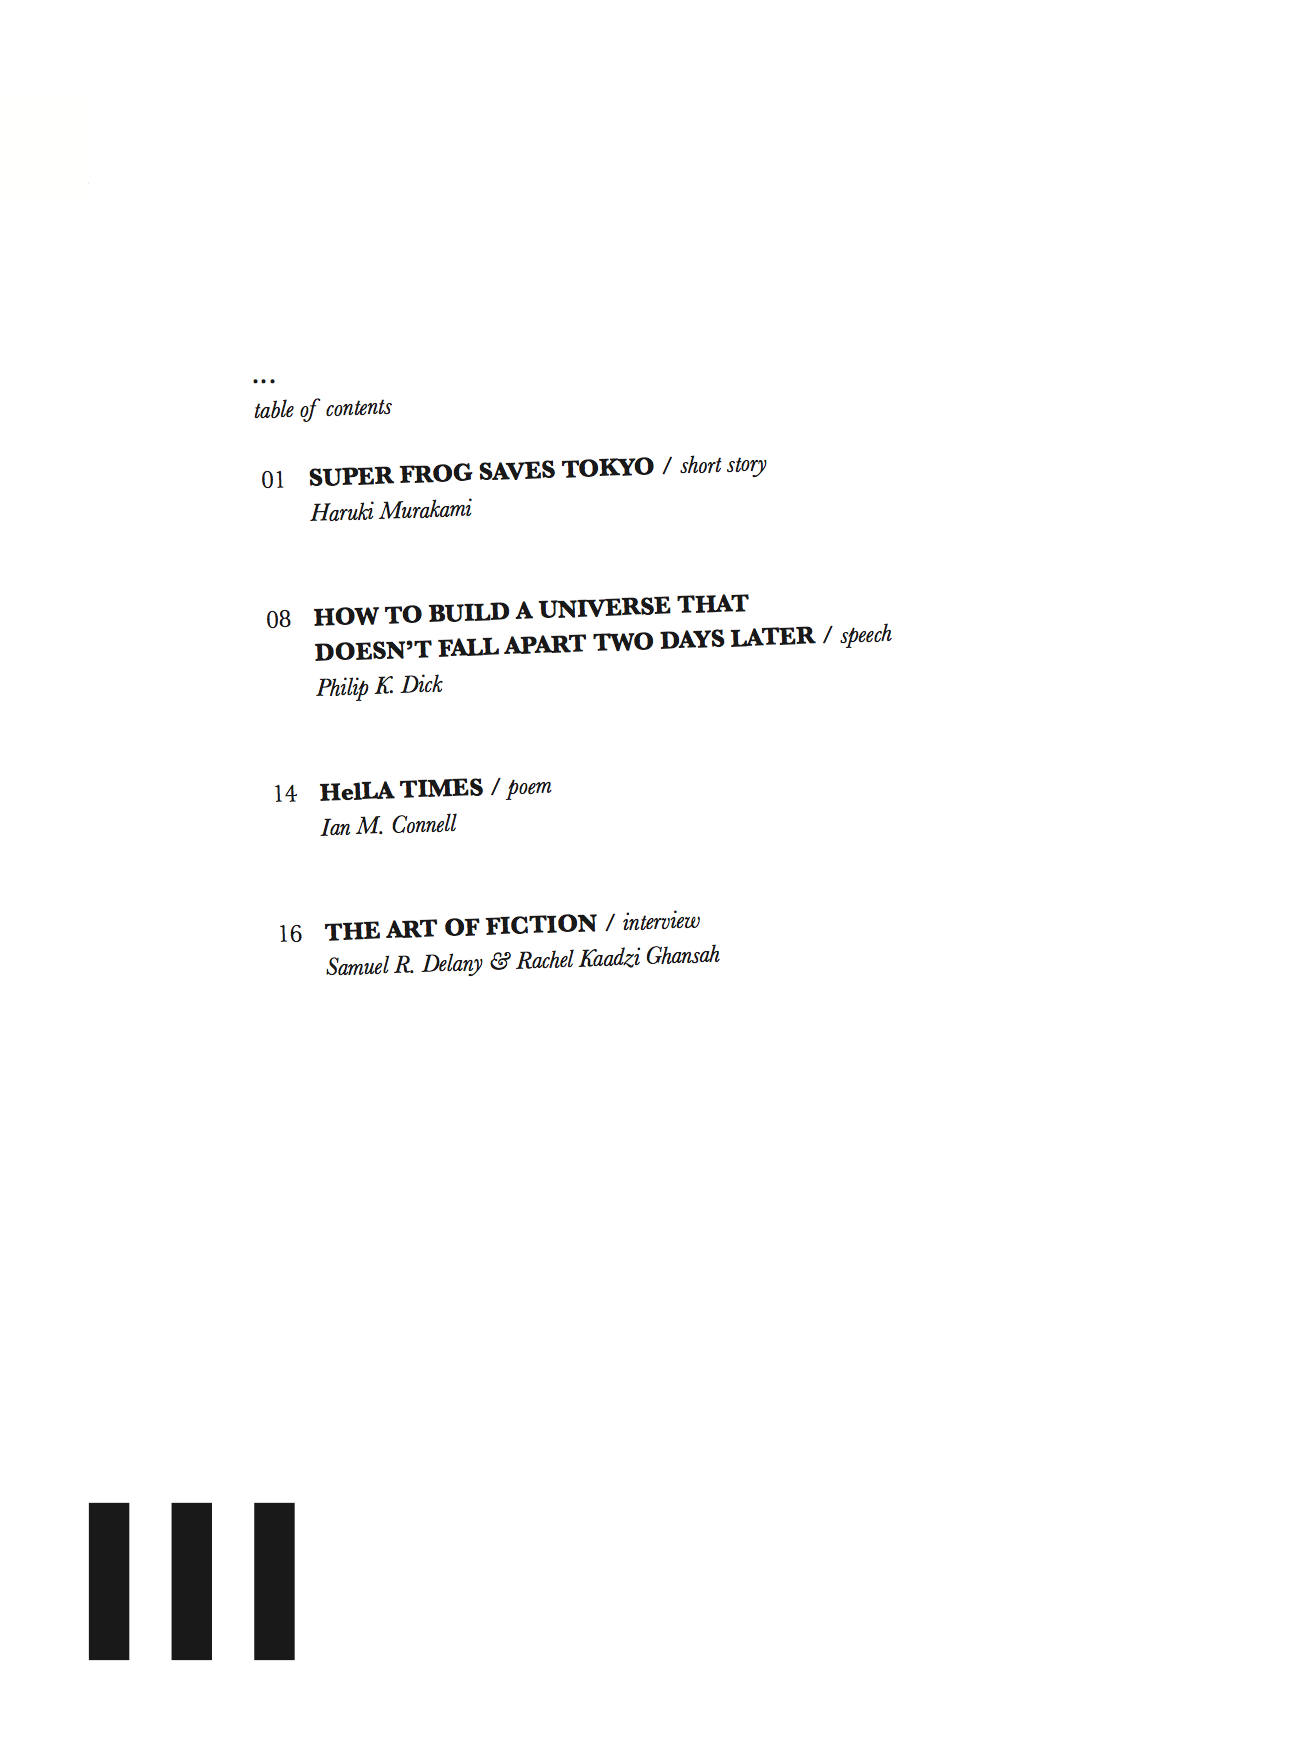 ...
table of contents
01 SUPER FROG SAVES TOKYO / short story
Haruki Murakami
08 HOW TO BUILD A UNIVERSE THAT
DOESN’T FALL APART TWO DAYS LATER / speech
Philip K. Dick
14 HelLA TIMES / poem
Ian M. Connell
16 THE ART OF FICTION / interview
Samuel R. Delany & Rachel Kaadzi Ghansah
III